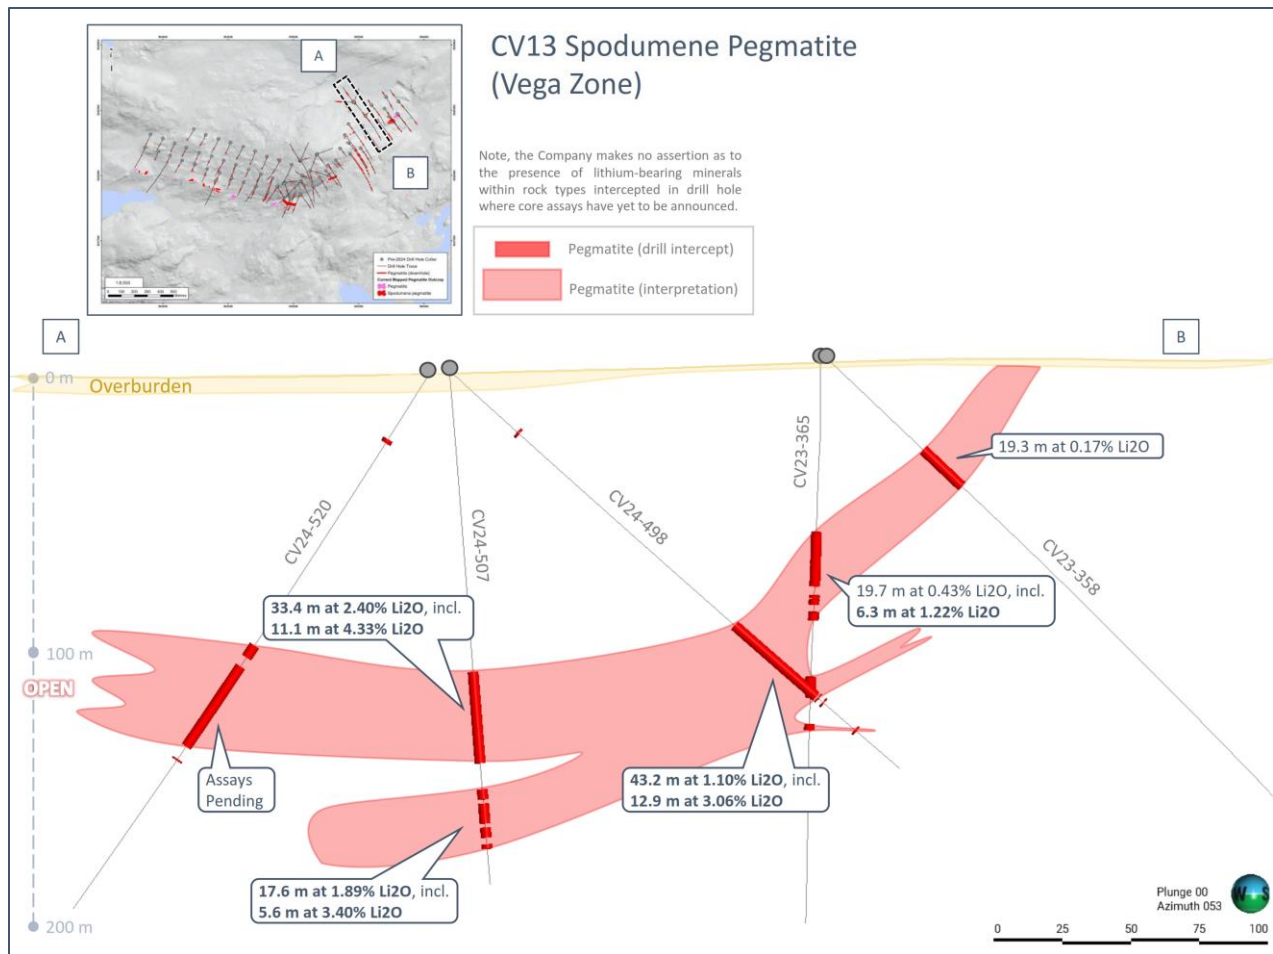 A
B
CV13 Spodumene Pegmatite
(Vega Zone)
Note, the Company makes no assertion as to
the presence of lithium-bearing minerals
within rock types intercepted in drill hole
where core assays have yet to be announced.
Pegmatite (drill intercept)
Pegmatite (interpretation)
Drill Hole Trace
Pegmatite
Spodumene pegmatite
A
B
0 m
Overburden
100 m
OPEN
200 m
CV24-520
CV24-507
CV24-498
CV23-365
CV23-358
19.3 m at 0.17% Li2O
19.7 m at 0.43% Li2O, incl.
6.3 m at 1.22% Li2O
33.4 m at 2.40% Li2O, incl.
11.1 m at 4.33% Li2O
Assays
Pending
43.2 m at 1.10% Li2O, incl.
12.9 m at 3.06% Li2O
17.6 m at 1.89% Li2O, incl.
5.6 m at 3.40% Li2O
Plunge 00
Azimuth 053
W S
0 25 50 75 100